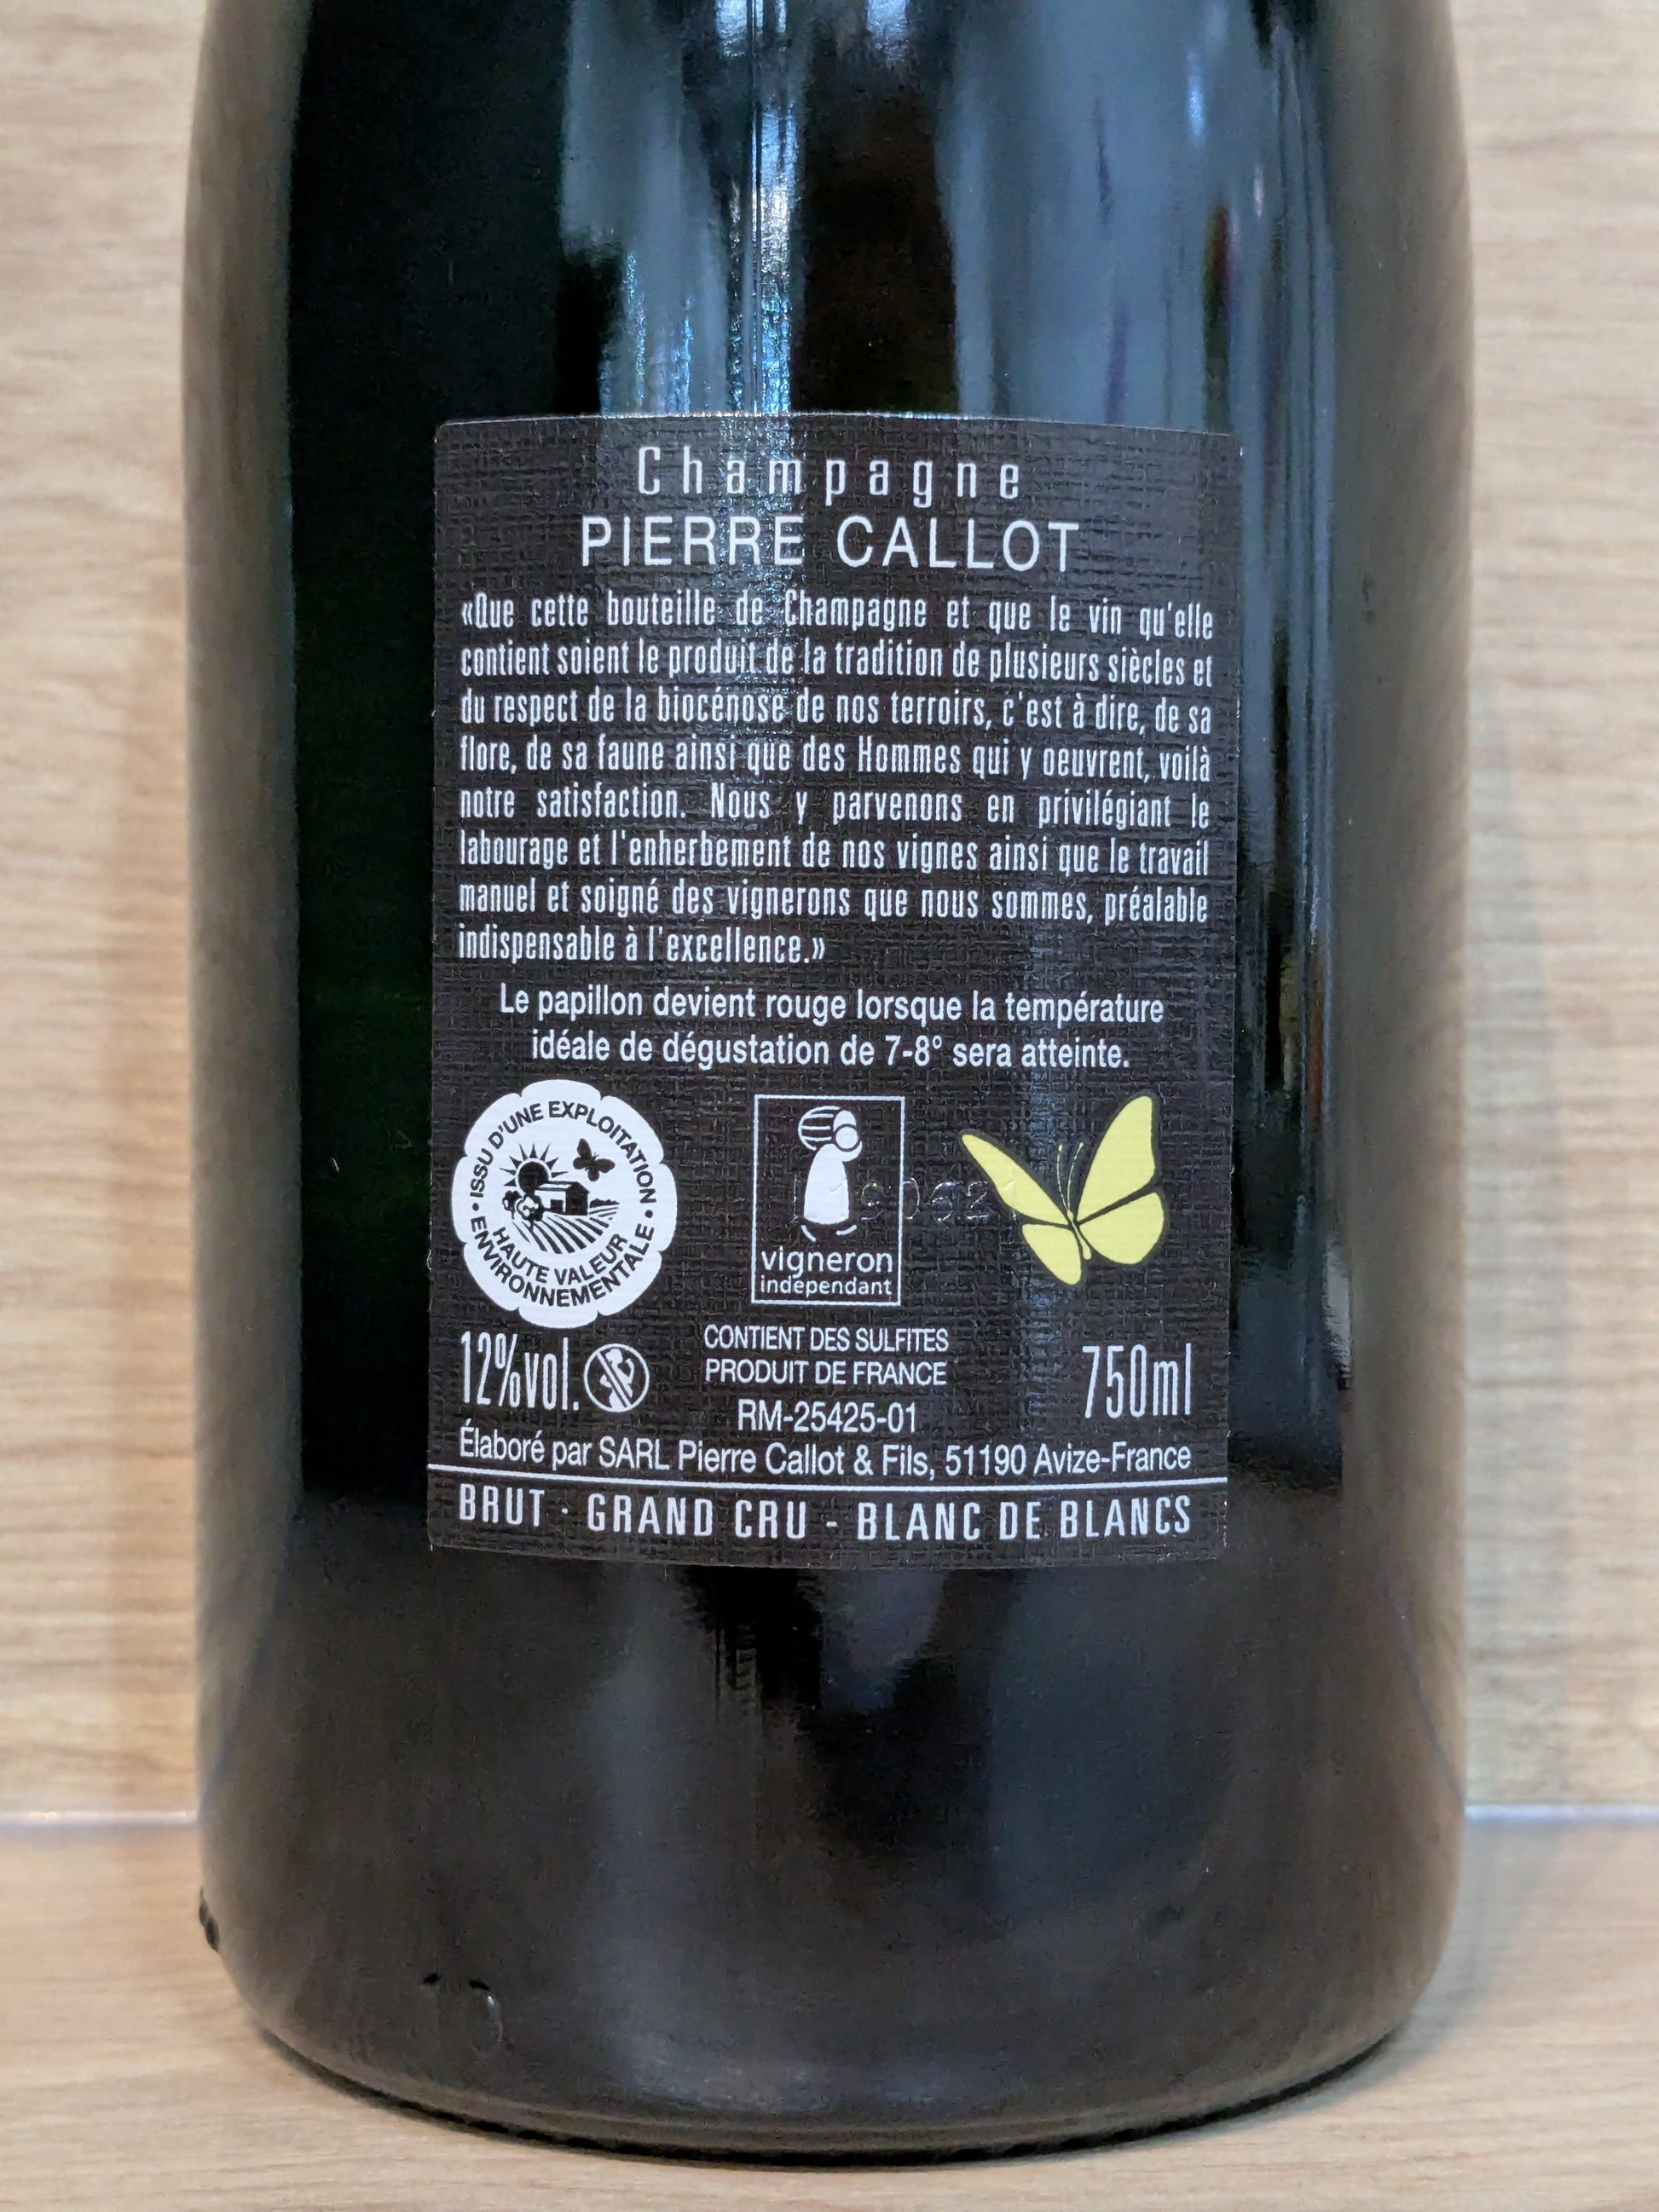 Champagne
PIERRE CALLOT
«Que cette bouteille de Champagne et que le vin qu'elle
contient soient le produit de la tradition de plusieurs siècles et
du respect de la biocénose de nos terroirs, c'est à dire, de sa
flore, de sa faune ainsi que des Hommes qui y oeuvrent, voilà
notre satisfaction. Nous y parvenons en privilégiant le
labourage et l'enherbement de nos vignes ainsi que le travail
manuel et soigné des vignerons que nous sommes, préalable
indispensable à l'excellence.»
Le papillon devient rouge lorsque la température
idéale de dégustation de 7-8° sera atteinte.
• ISSU D'UNE EXPLOITATION •
HAUTE VALEUR
ENVIRONNEMENTALE
vigneron
indépendant
12%vol.
CONTIENT DES SULFITES
PRODUIT DE FRANCE
RM-25425-01
750ml
Élaboré par SARL Pierre Callot & Fils, 51190 Avize-France
BRUT · GRAND CRU - BLANC DE BLANCS